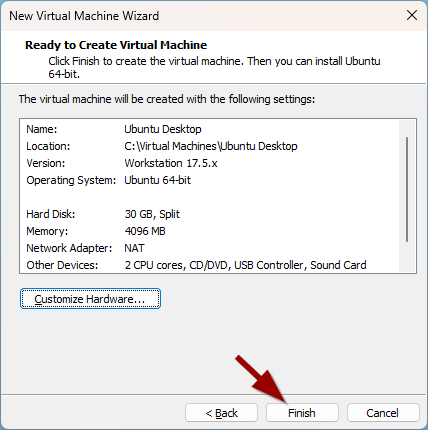 New Virtual Machine Wizard
Ready to Create Virtual Machine
Click Finish to create the virtual machine. Then you can install Ubuntu
64-bit.
The virtual machine will be created with the following settings:
Name: Ubuntu Desktop
Location: C:\Virtual Machines\Ubuntu Desktop
Version: Workstation 17.5.x
Operating System: Ubuntu 64-bit
Hard Disk: 30 GB, Split
Memory: 4096 MB
Network Adapter: NAT
Other Devices: 2 CPU cores, CD/DVD, USB Controller, Sound Card
Customize Hardware...
< Back Finish Cancel